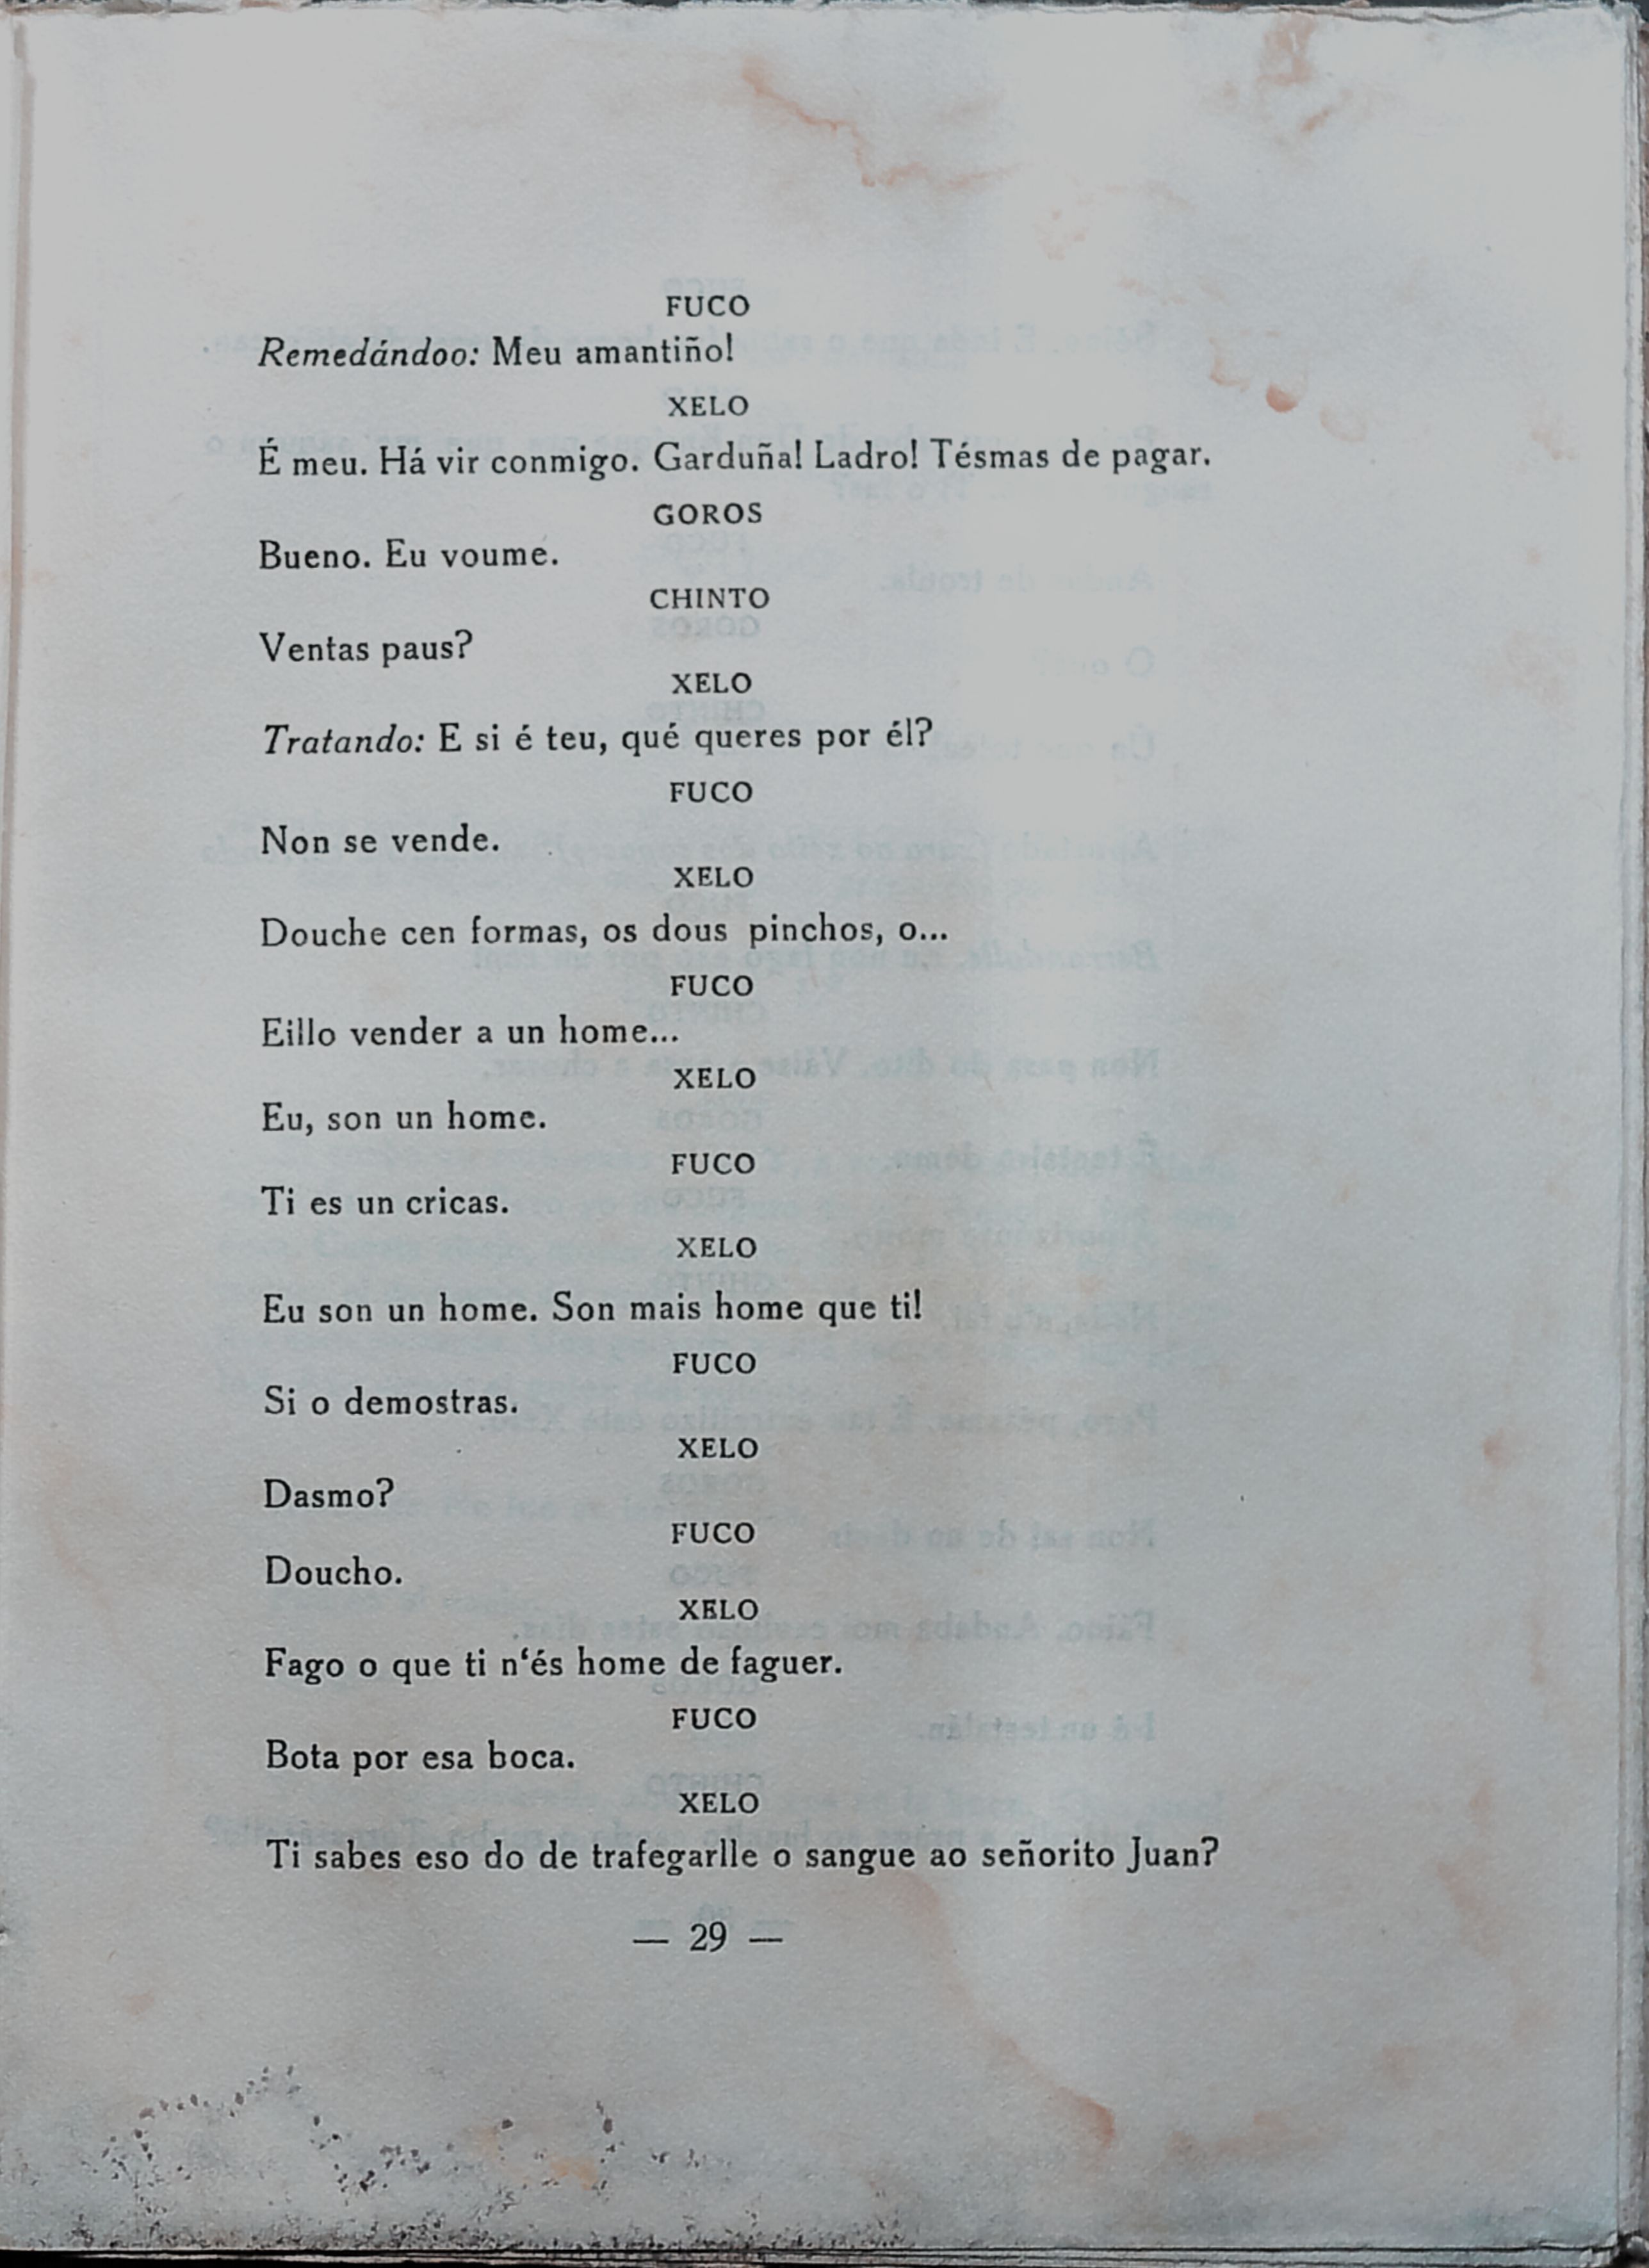 FUCO
Remedándoo: Meu amantiño!
XELO
É meu. Há vir conmigo. Garduña! Ladro! Tésmas de pagar.
GOROS
Bueno. Eu voume.
CHINTO
Ventas paus?
XELO
Tratando: E si é teu, qué queres por él?
FUCO
Non se vende.
XELO
Douche cen formas, os dous pinchos, o...
FUCO
Eillo vender a un home...
XELO
Eu, son un home.
FUCO
Ti es un cricas.
XELO
Eu son un home. Son mais home que ti!
FUCO
Si o demostras.
XELO
Dasmo?
FUCO
Doucho.
XELO
Fago o que ti n‘és home de faguer.
FUCO
Bota por esa boca.
XELO
Ti sabes eso do de trafegarlle o sangue ao señorito Juan?
— 29 —